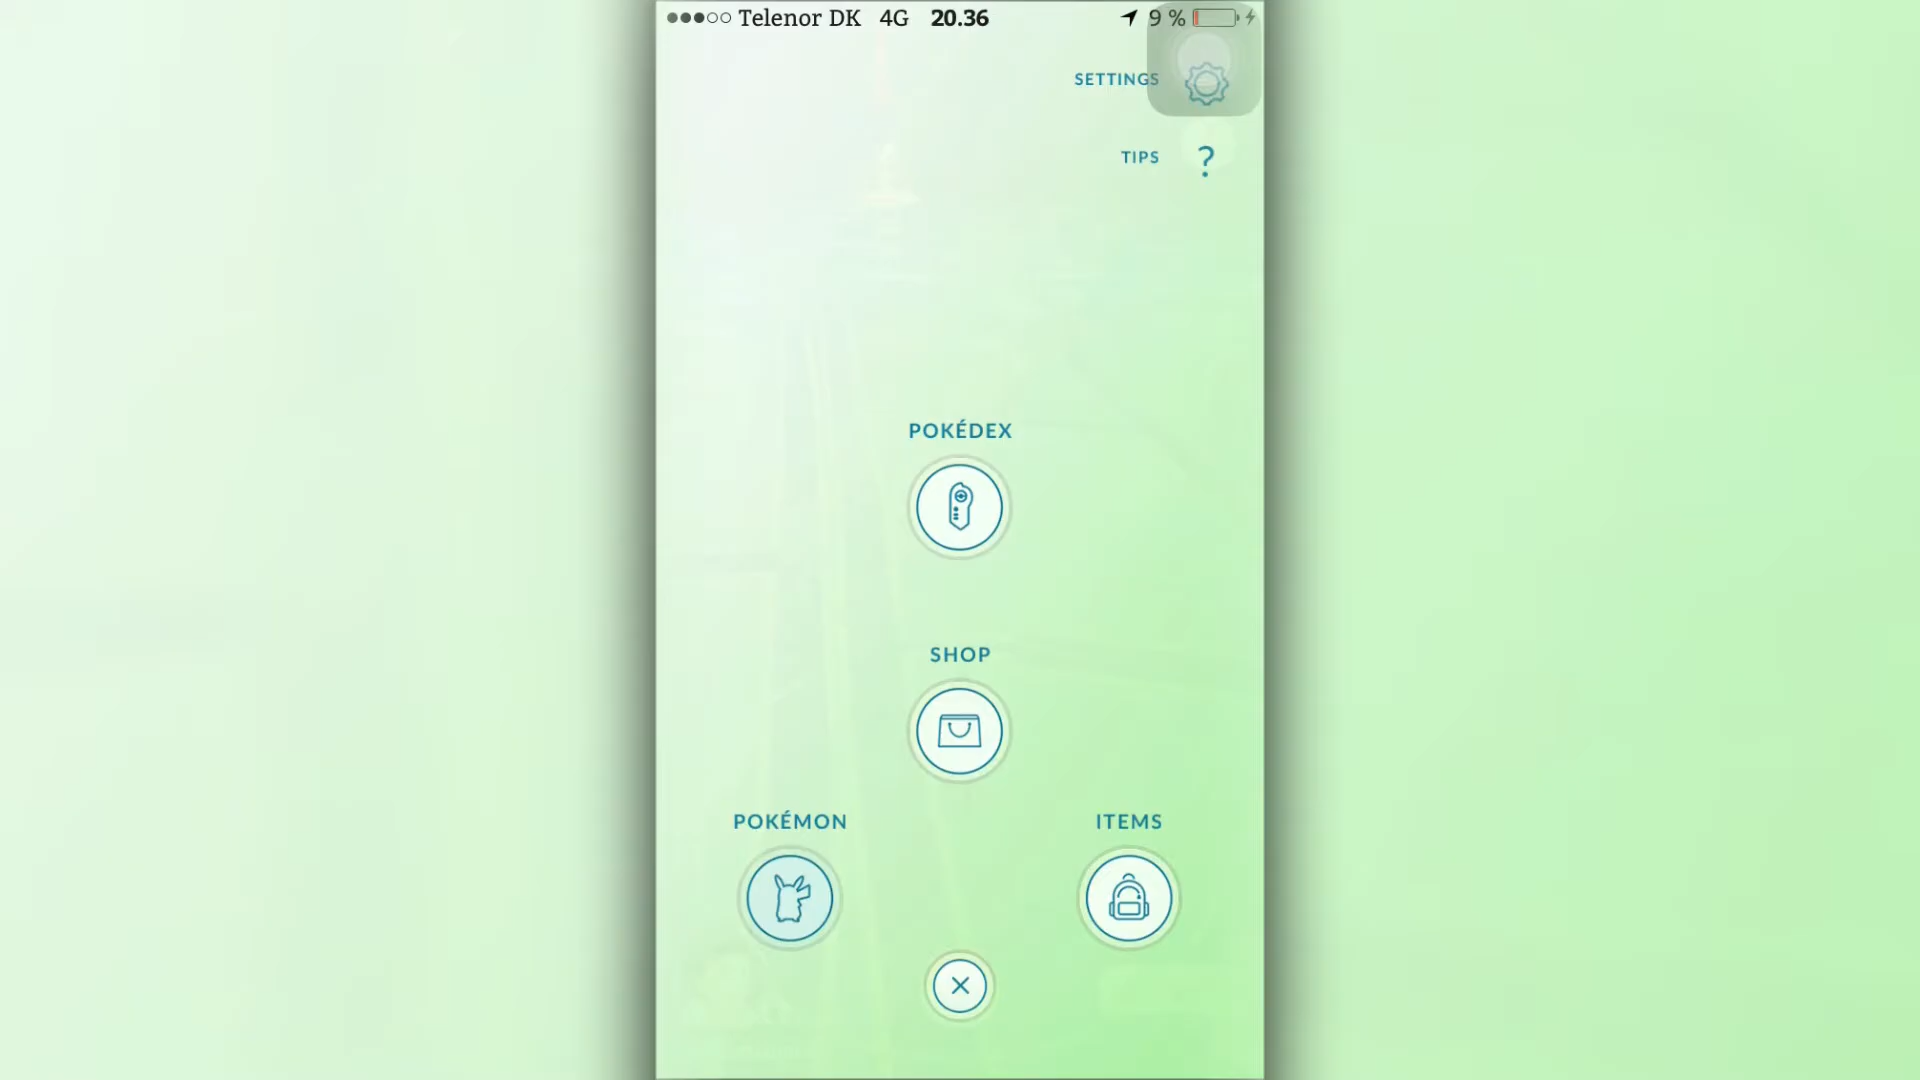 Telenor DK 4G 20.36 9 %
SETTINGS
TIPS ?
POKÉDEX
SHOP
POKÉMON
ITEMS